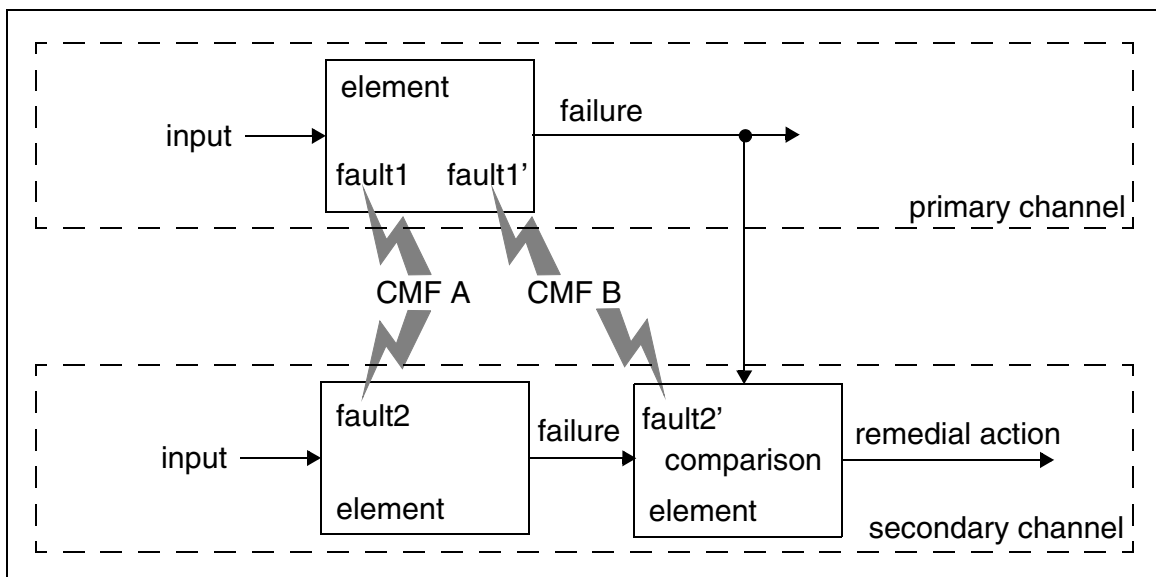 element
failure
input
fault1 fault1’
primary channel
CMF A CMF B
fault2
fault2’
failure
remedial action
input
comparison
element
element
secondary channel